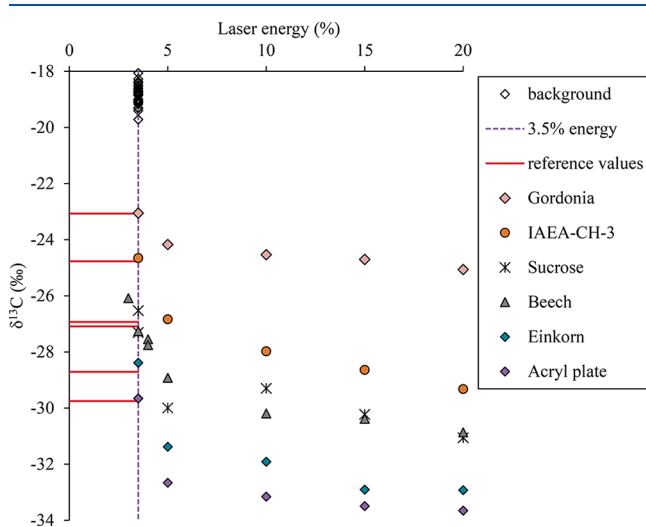 Laser energy (%)
0 5 10 15 20
-18
-20
-22
-24
-26
-28
-30
-32
-34
δ13C (‰)
background
3.5% energy
reference values
Gordonia
IAEA-CH-3
Sucrose
Beech
Einkorn
Acryl plate